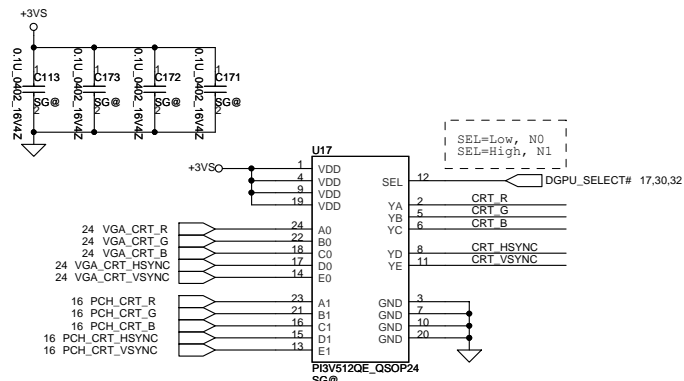 +3VS
0.1U_0402_16V4Z
1
C113
SG@
2
0.1U_0402_16V4Z
1
C173
SG@
2
0.1U_0402_16V4Z
1
C172
SG@
2
0.1U_0402_16V4Z
1
C171
SG@
2
SEL=Low, N0
SEL=High, N1
U17
+3VS
1 VDD
4 VDD
9 VDD
19 VDD
SEL 12 DGPU_SELECT# 17,30,32
YA 2 CRT_R
YB 5 CRT_G
YC 6 CRT_B
YD 8 CRT_HSYNC
YE 11 CRT_VSYNC
24 VGA_CRT_R 24 A0
24 VGA_CRT_G 22 B0
24 VGA_CRT_B 18 C0
24 VGA_CRT_HSYNC 17 D0
24 VGA_CRT_VSYNC 14 E0
16 PCH_CRT_R 23 A1
16 PCH_CRT_G 21 B1
16 PCH_CRT_B 16 C1
16 PCH_CRT_HSYNC 15 D1
16 PCH_CRT_VSYNC 13 E1
GND 3
GND 7
GND 10
GND 20
PI3V512QE_QSOP24
SG@